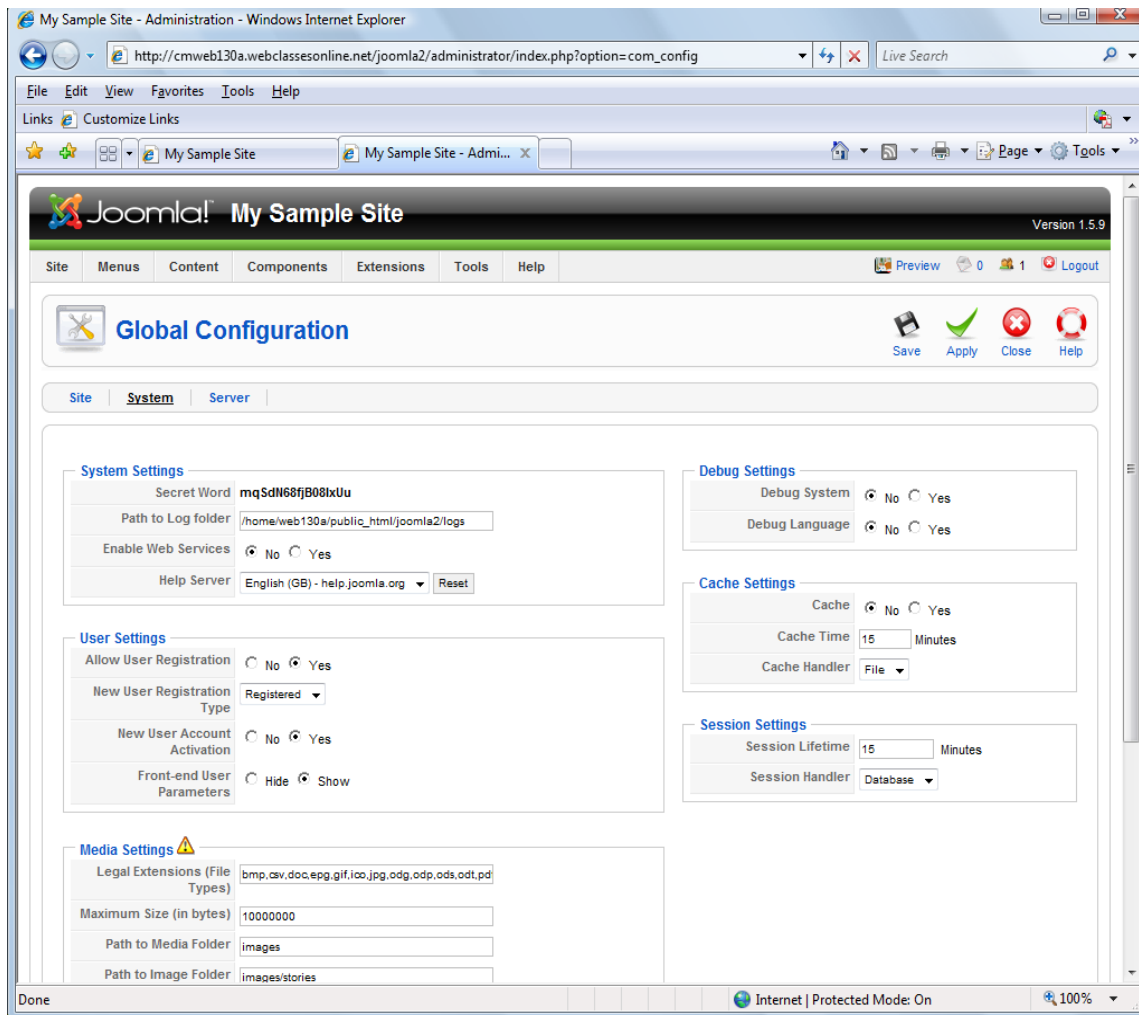 My Sample Site - Administration - Windows Internet Explorer
http://cmweb130a.webclassesonline.net/joomla2/administrator/index.php?option=com_config
Live Search
File Edit View Favorites Tools Help
Links Customize Links
My Sample Site
My Sample Site - Admi...
Page Tools
Joomla! My Sample Site
Version 1.5.9
Site Menus Content Components Extensions Tools Help
Preview 0 1 Logout
Global Configuration
Save Apply Close Help
Site System Server
System Settings
Secret Word mqSdN68fjB08IxUu
Path to Log folder /home/web130a/public_html/joomla2/logs
Enable Web Services No Yes
Help Server English (GB) - help.joomla.org Reset
User Settings
Allow User Registration No Yes
New User Registration
Type
Registered
New User Account
Activation
No Yes
Front-end User
Parameters
Hide Show
Media Settings
Legal Extensions (File
Types)
bmp,csv,doc,epg,gif,ico,jpg,odg,odp,ods,odt,pd
Maximum Size (in bytes) 10000000
Path to Media Folder images
Path to Image Folder images/stories
Debug Settings
Debug System No Yes
Debug Language No Yes
Cache Settings
Cache No Yes
Cache Time 15 Minutes
Cache Handler File
Session Settings
Session Lifetime 15 Minutes
Session Handler Database
Done
Internet | Protected Mode: On
100%